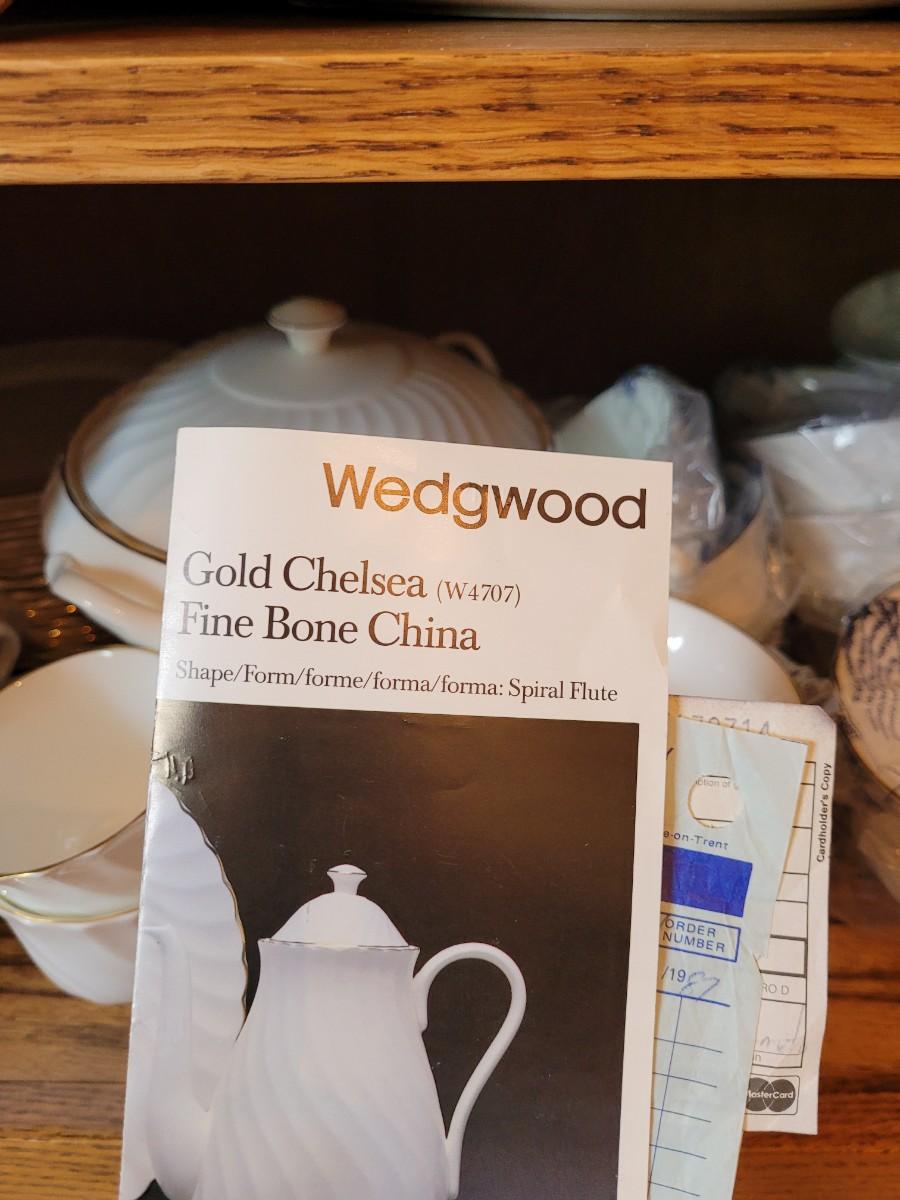 Wedgwood
Gold Chelsea (W4707)
Fine Bone China
Shape/Form/forme/forma/forma: Spiral Flute
e-on-Trent
ORDER
NUMBER
/1987
Cardholder's Copy
MasterCard